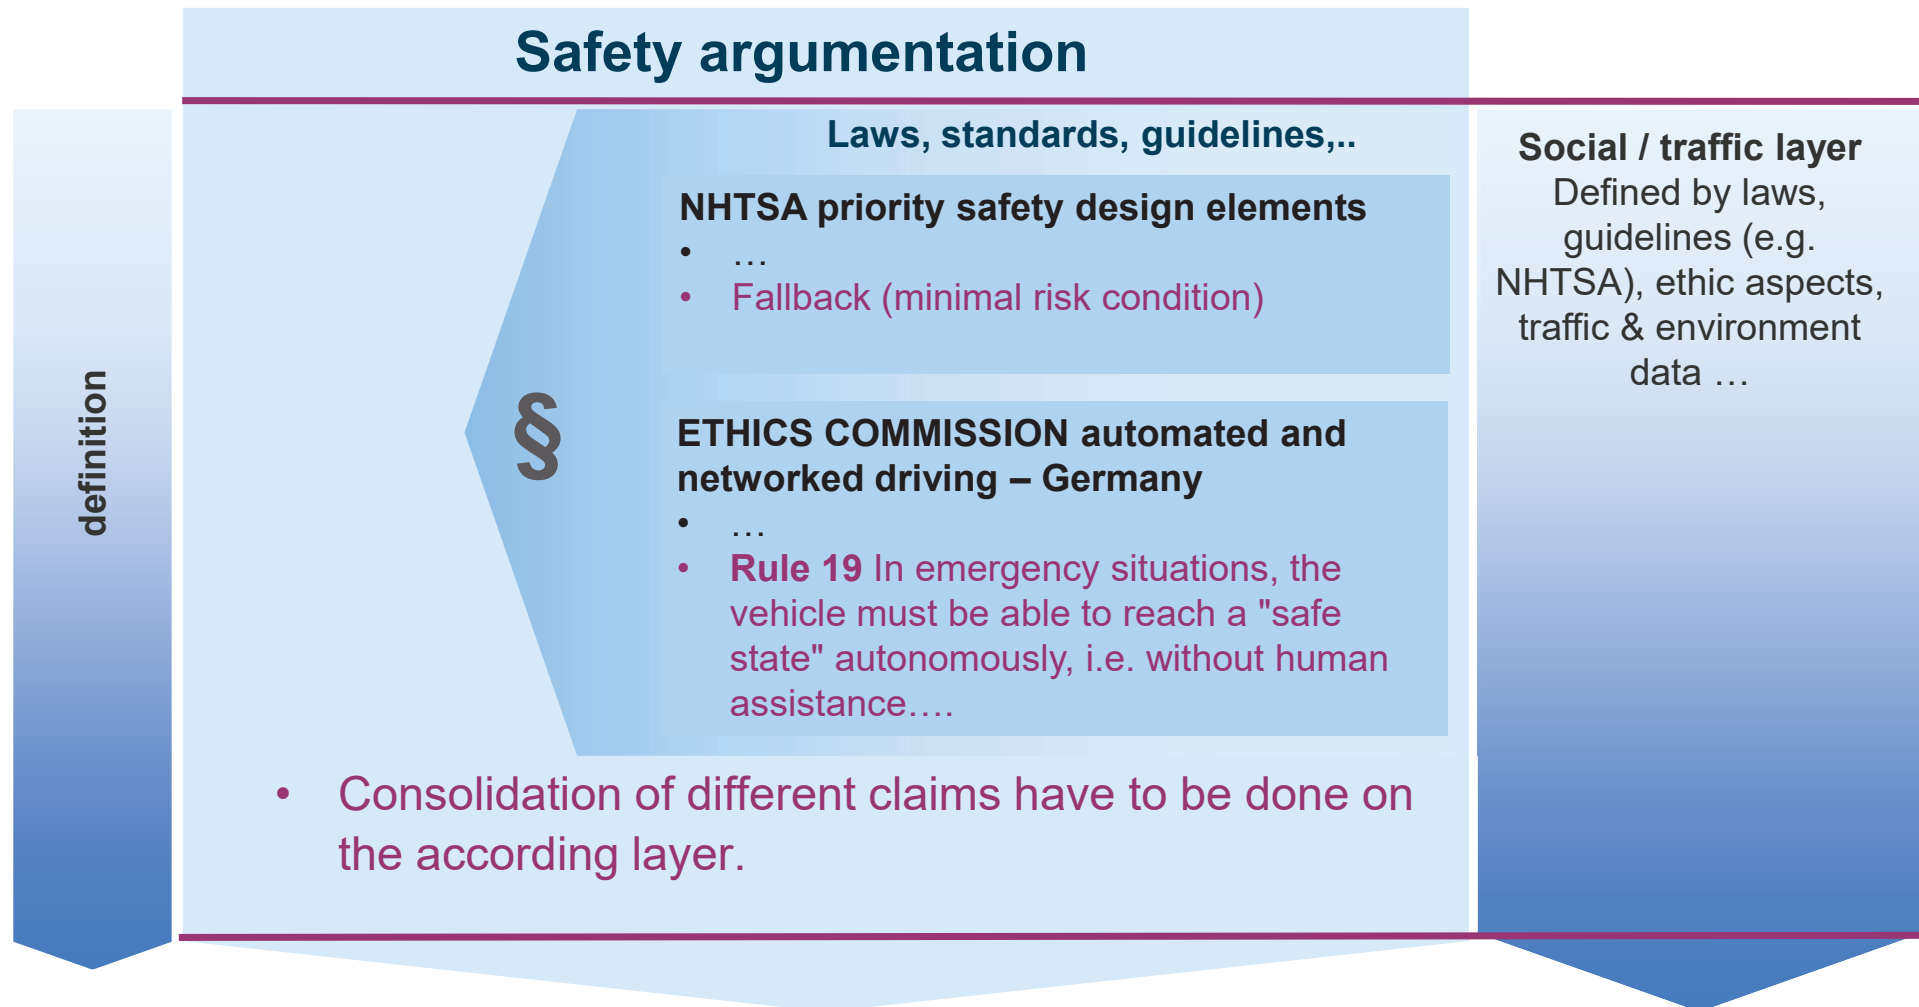 Safety argumentation
definition
Laws, standards, guidelines,..
NHTSA priority safety design elements
• …
• Fallback (minimal risk condition)
§
ETHICS COMMISSION automated and
networked driving – Germany
• …
• Rule 19 In emergency situations, the
vehicle must be able to reach a "safe
state" autonomously, i.e. without human
assistance….
• Consolidation of different claims have to be done on
the according layer.
Social / traffic layer
Defined by laws,
guidelines (e.g.
NHTSA), ethic aspects,
traffic & environment
data …